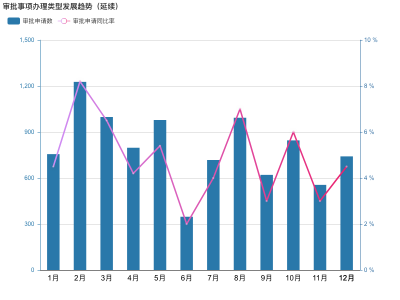 审批事项办理类型发展趋势（延续）
审批申请数 审批申请同比率
1,500 10 %
1,200 8 %
900 6 %
600 4 %
300 2 %
0 0 %
1月 2月 3月 4月 5月 6月 7月 8月 9月 10月 11月 12月